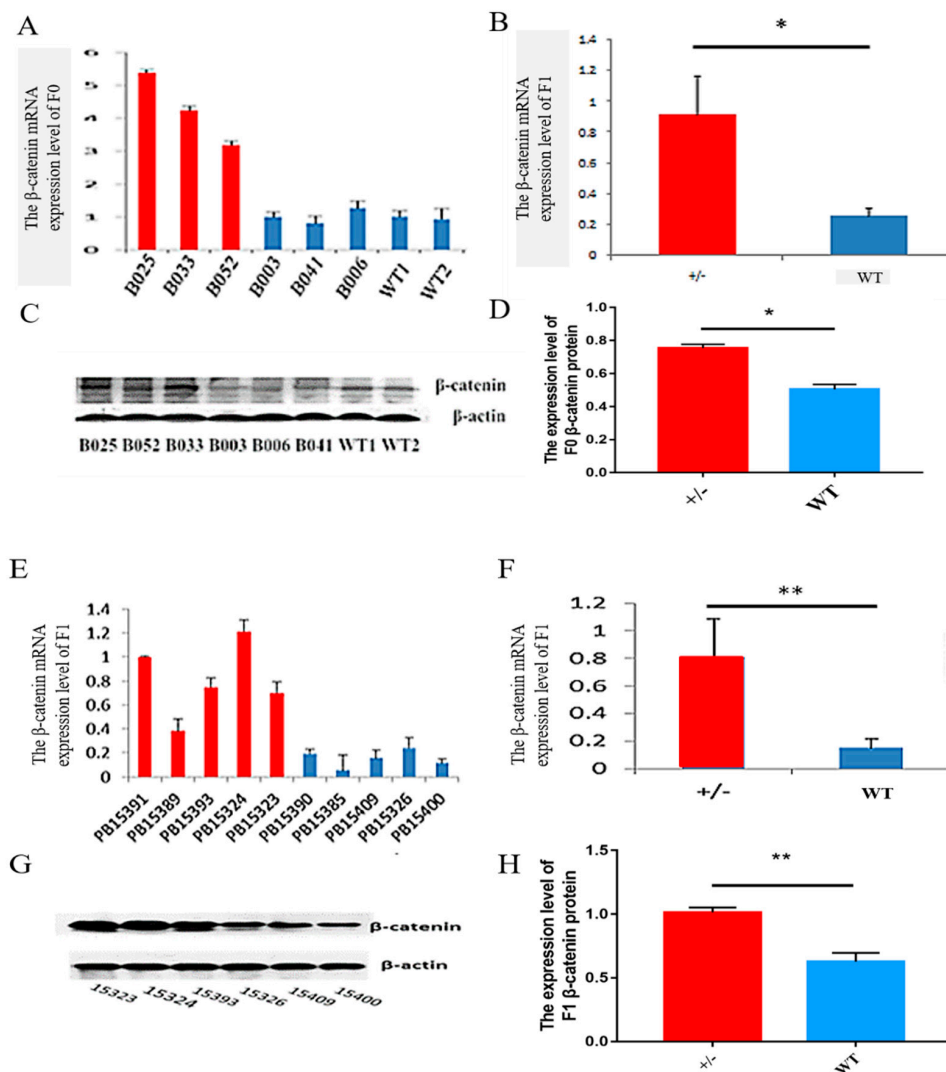 A
The β-catenin mRNA
expression level of F0
6
5
4
3
2
1
0
B025
B033
B052
B003
B041
B006
WT1
WT2
B
The β-catenin mRNA
expression level of F1
*
1.4
1.2
1
0.8
0.6
0.4
0.2
0
+/-
WT
C
β-catenin
β-actin
B025 B052 B033 B003 B006 B041 WT1 WT2
D
The expression level of
F0 β-catenin protein
*
1.0
0.8
0.6
0.4
0.2
0.0
+/-
WT
E
The β-catenin mRNA
expression level of F1
1.4
1.2
1
0.8
0.6
0.4
0.2
0
PB15391
PB15389
PB15393
PB15324
PB15323
PB15390
PB15385
PB15409
PB15326
PB15400
F
The β-catenin mRNA
expression level of F1
**
1.2
1
0.8
0.6
0.4
0.2
0
+/-
WT
G
β-catenin
β-actin
15323 15324 15393 15326 15409 15400
H
The expression level of
F1 β-catenin protein
**
1.5
1.0
0.5
0.0
+/-
WT